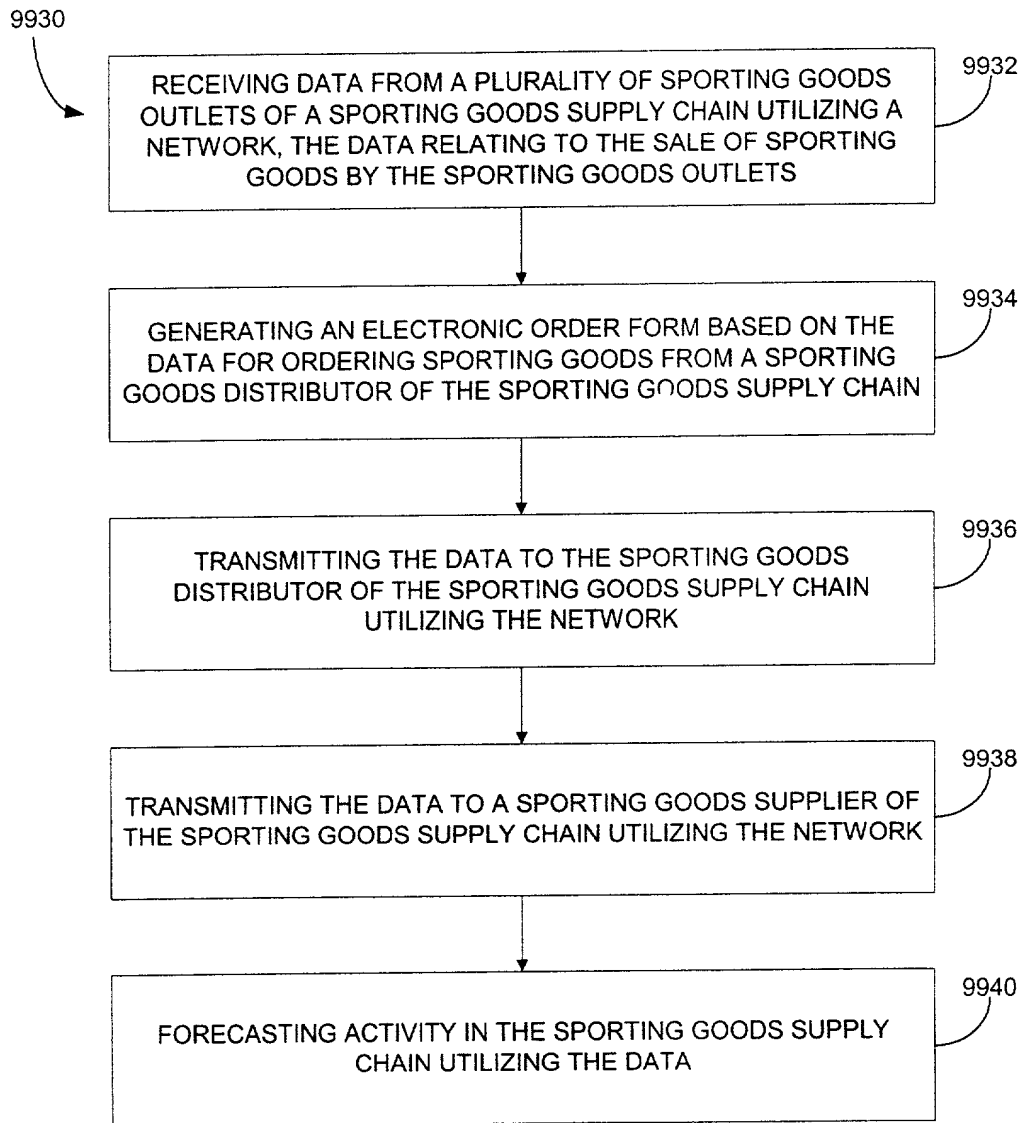 9930
RECEIVING DATA FROM A PLURALITY OF SPORTING GOODS
OUTLETS OF A SPORTING GOODS SUPPLY CHAIN UTILIZING A
NETWORK, THE DATA RELATING TO THE SALE OF SPORTING
GOODS BY THE SPORTING GOODS OUTLETS
9932
GENERATING AN ELECTRONIC ORDER FORM BASED ON THE
DATA FOR ORDERING SPORTING GOODS FROM A SPORTING
GOODS DISTRIBUTOR OF THE SPORTING GOODS SUPPLY CHAIN
9934
TRANSMITTING THE DATA TO THE SPORTING GOODS
DISTRIBUTOR OF THE SPORTING GOODS SUPPLY CHAIN
UTILIZING THE NETWORK
9936
TRANSMITTING THE DATA TO A SPORTING GOODS SUPPLIER OF
THE SPORTING GOODS SUPPLY CHAIN UTILIZING THE NETWORK
9938
FORECASTING ACTIVITY IN THE SPORTING GOODS SUPPLY
CHAIN UTILIZING THE DATA
9940